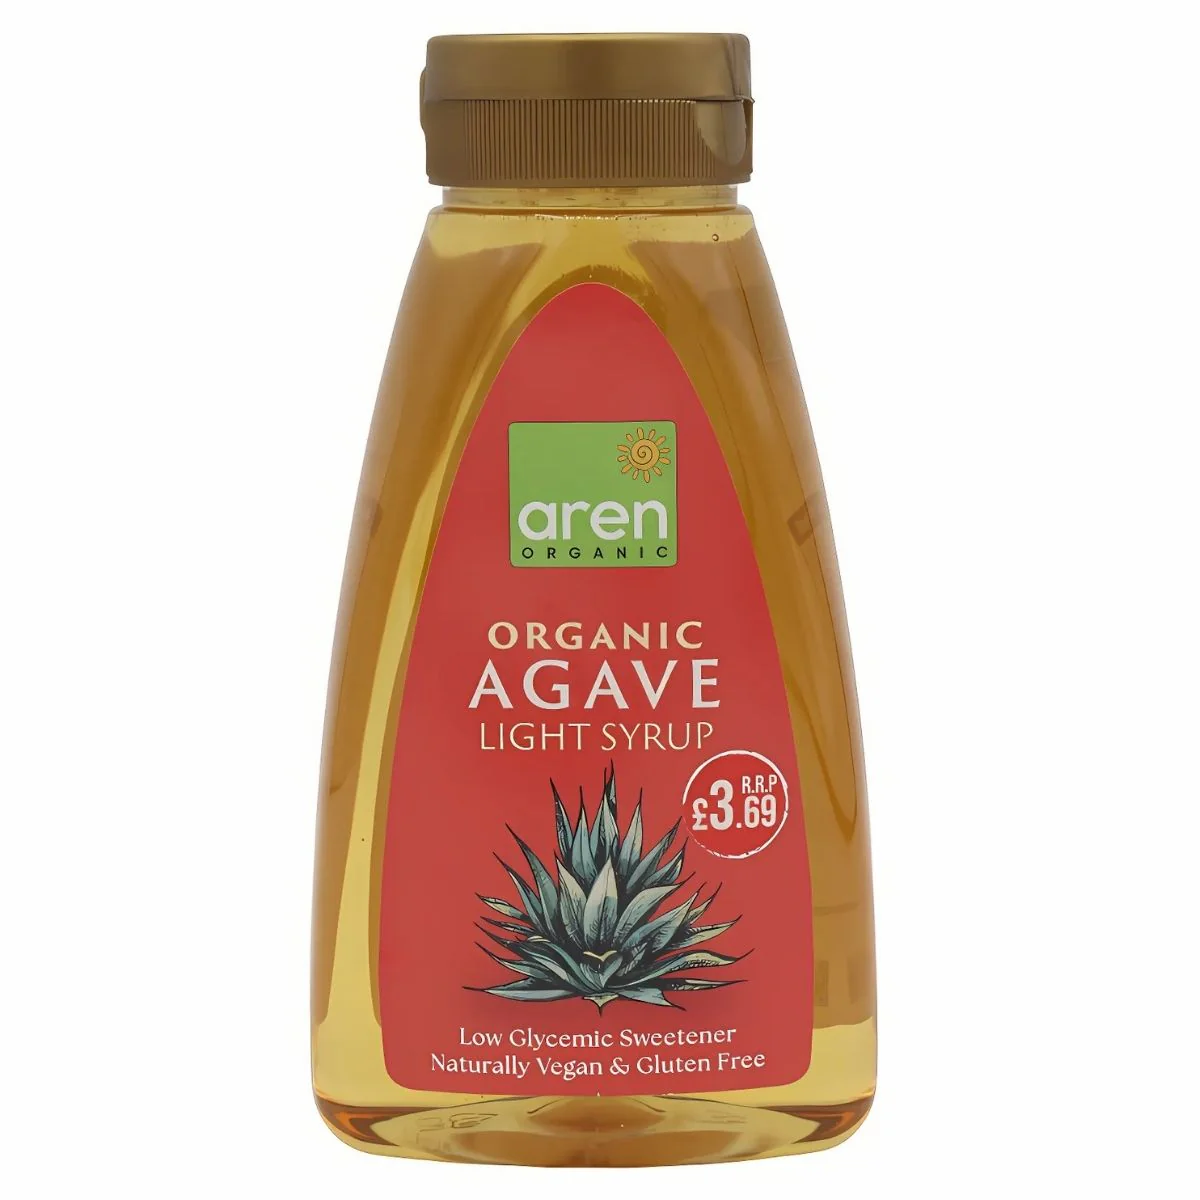 aren
ORGANIC
ORGANIC
AGAVE
LIGHT SYRUP
R.R.P
£3.69
Low Glycemic Sweetener
Naturally Vegan & Gluten Free